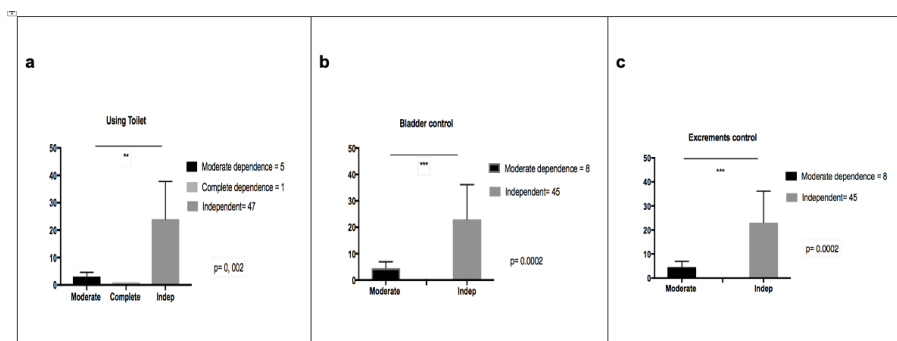 a
Using Toilet
50
40
30
20
10
0
**
Moderate dependence = 5
Complete dependence = 1
Independent= 47
p= 0, 002
Moderate Complete Indep
b
Bladder control
50
40
30
20
10
0
***
Moderate dependence = 8
Independent= 45
p= 0.0002
Moderate Indep
c
Excrements control
50
40
30
20
10
0
***
Moderate dependence = 8
Independent= 45
p= 0.0002
Moderate Indep